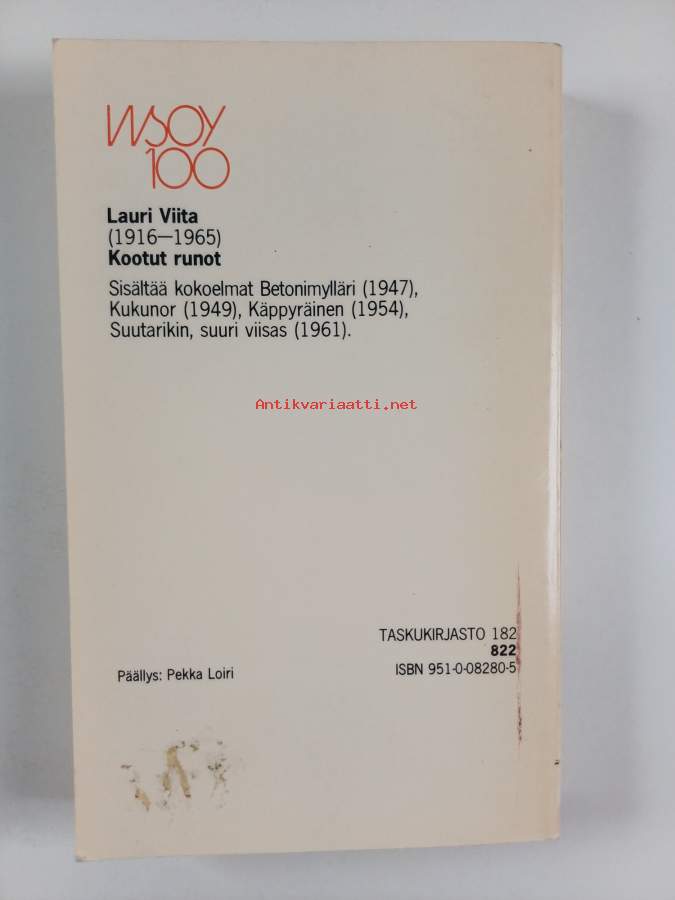 WSOY
100
Lauri Viita
(1916—1965)
Kootut runot
Sisältää kokoelmat Betonimylläri (1947),
Kukunor (1949), Käppyräinen (1954),
Suutarikin, suuri viisas (1961).
Antikvariaatti.net
TASKUKIRJASTO 182
822
ISBN 951-0-08280-5
Päällys: Pekka Loiri